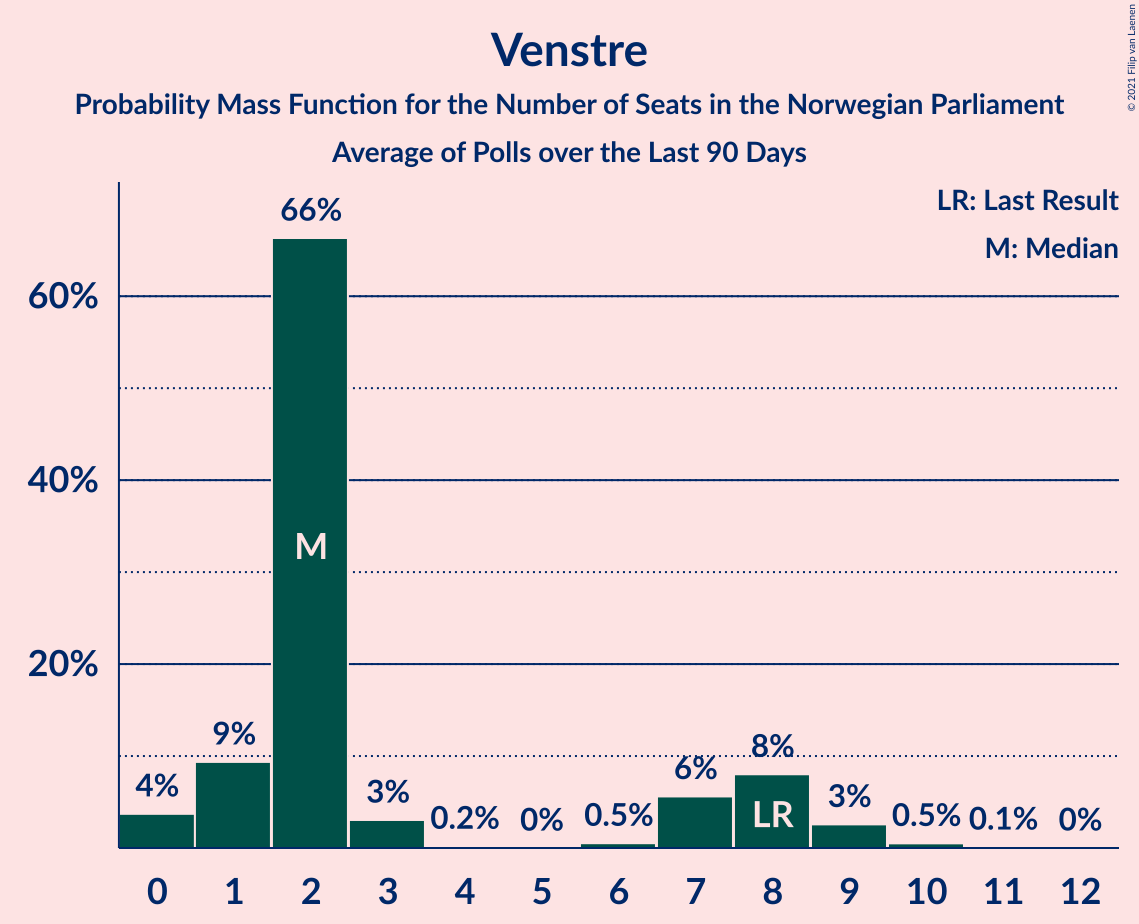 Venstre
Probability Mass Function for the Number of Seats in the Norwegian Parliament
Average of Polls over the Last 90 Days
© 2021 Filip van Laenen
LR: Last Result
M: Median
60%
40%
20%
4%
9%
66%
3%
0.2%
0%
0.5%
6%
8%
3%
0.5%
0.1%
0%
M
LR
0 1 2 3 4 5 6 7 8 9 10 11 12